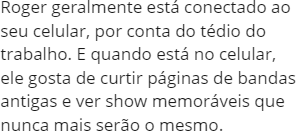 Roger geralmente está conectado ao
seu celular, por conta do tédio do
trabalho. E quando está no celular,
ele gosta de curtir páginas de bandas
antigas e ver show memoráveis que
nunca mais serão o mesmo.